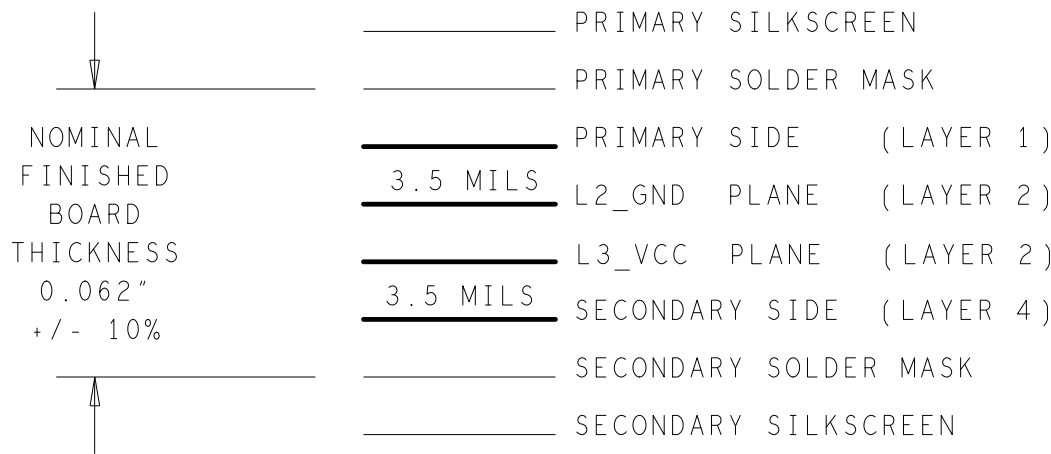 PRIMARY SILKSCREEN
PRIMARY SOLDER MASK
NOMINAL
FINISHED
BOARD
THICKNESS
0.062"
+/- 10%
PRIMARY SIDE (LAYER 1)
3.5 MILS
L2_GND PLANE (LAYER 2)
L3_VCC PLANE (LAYER 2)
3.5 MILS
SECONDARY SIDE (LAYER 4)
SECONDARY SOLDER MASK
SECONDARY SILKSCREEN